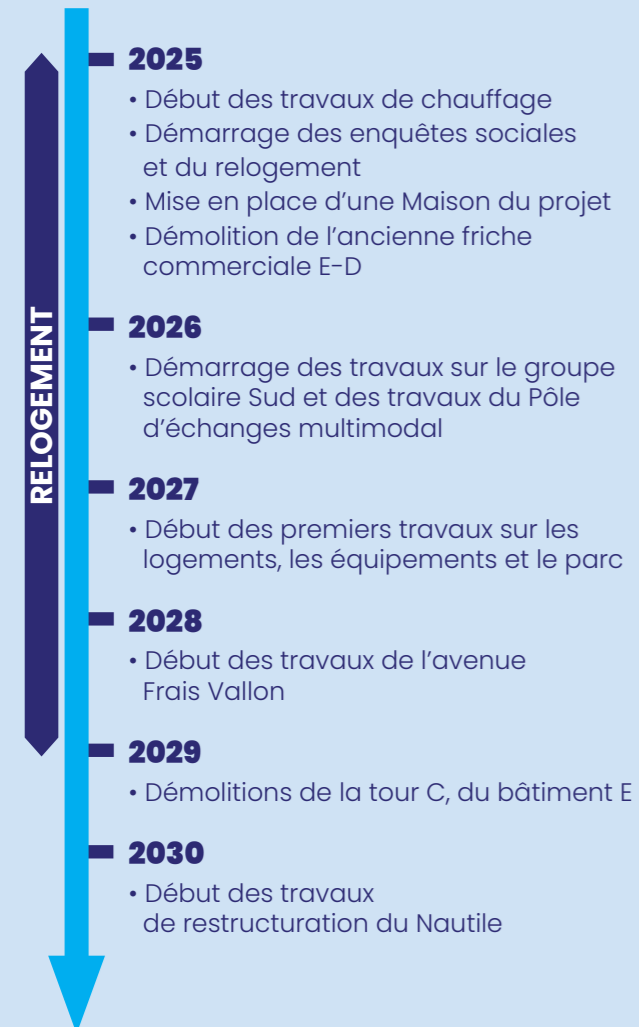 RELOGEMENT
2025
• Début des travaux de chauffage
• Démarrage des enquêtes sociales
et du relogement
• Mise en place d’une Maison du projet
• Démolition de l’ancienne friche
commerciale E-D
2026
• Démarrage des travaux sur le groupe
scolaire Sud et des travaux du Pôle
d’échanges multimodal
2027
• Début des premiers travaux sur les
logements, les équipements et le parc
2028
• Début des travaux de l’avenue
Frais Vallon
2029
• Démolitions de la tour C, du bâtiment E
2030
• Début des travaux
de restructuration du Nautile